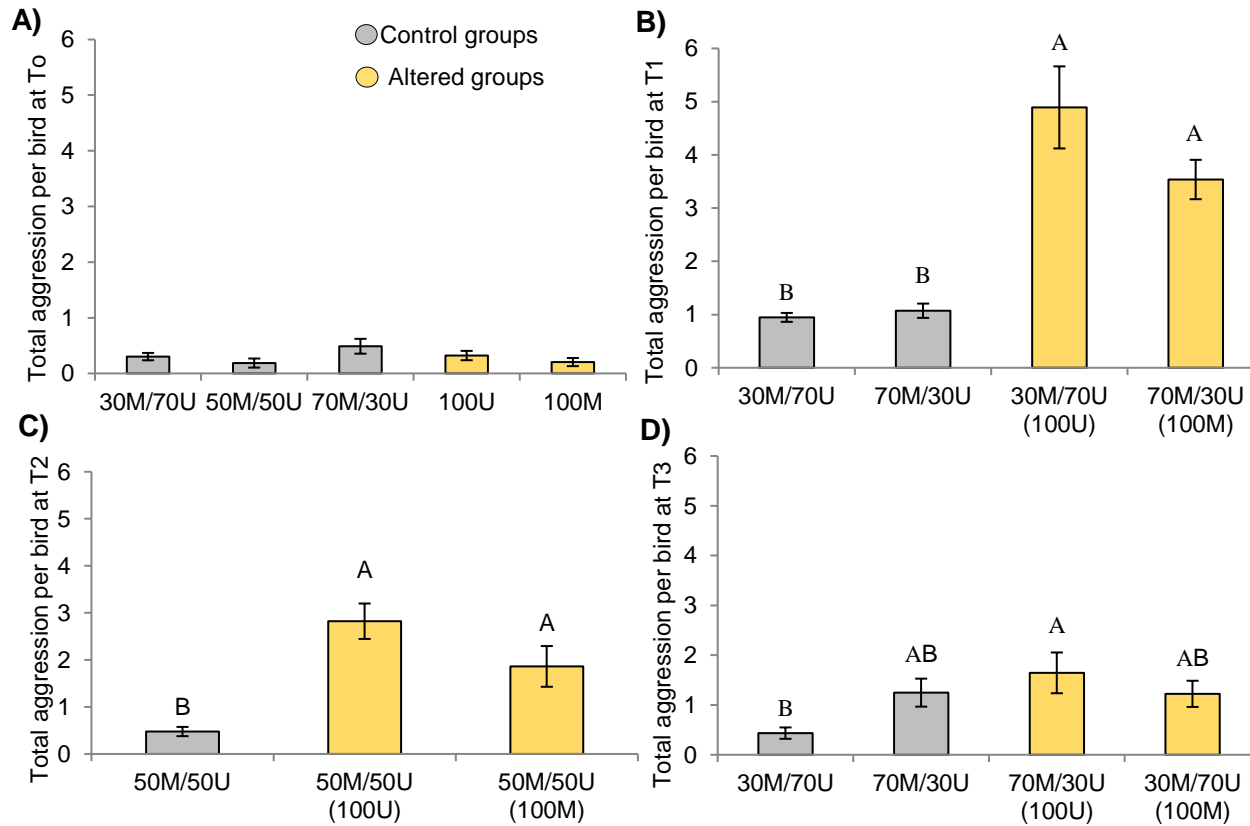 A)
Total aggression per bird at To
6
5
4
3
2
1
0
Control groups
Altered groups
30M/70U 50M/50U 70M/30U 100U 100M
B)
Total aggression per bird at T1
6
5
4
3
2
1
0
B
B
A
A
30M/70U 70M/30U 30M/70U 70M/30U
(100U) (100M)
C)
Total aggression per bird at T2
6
5
4
3
2
1
0
B
A
A
50M/50U 50M/50U 50M/50U
(100U) (100M)
D)
Total aggression per bird at T3
6
5
4
3
2
1
0
B
AB
A
AB
30M/70U 70M/30U 70M/30U 30M/70U
(100U) (100M)